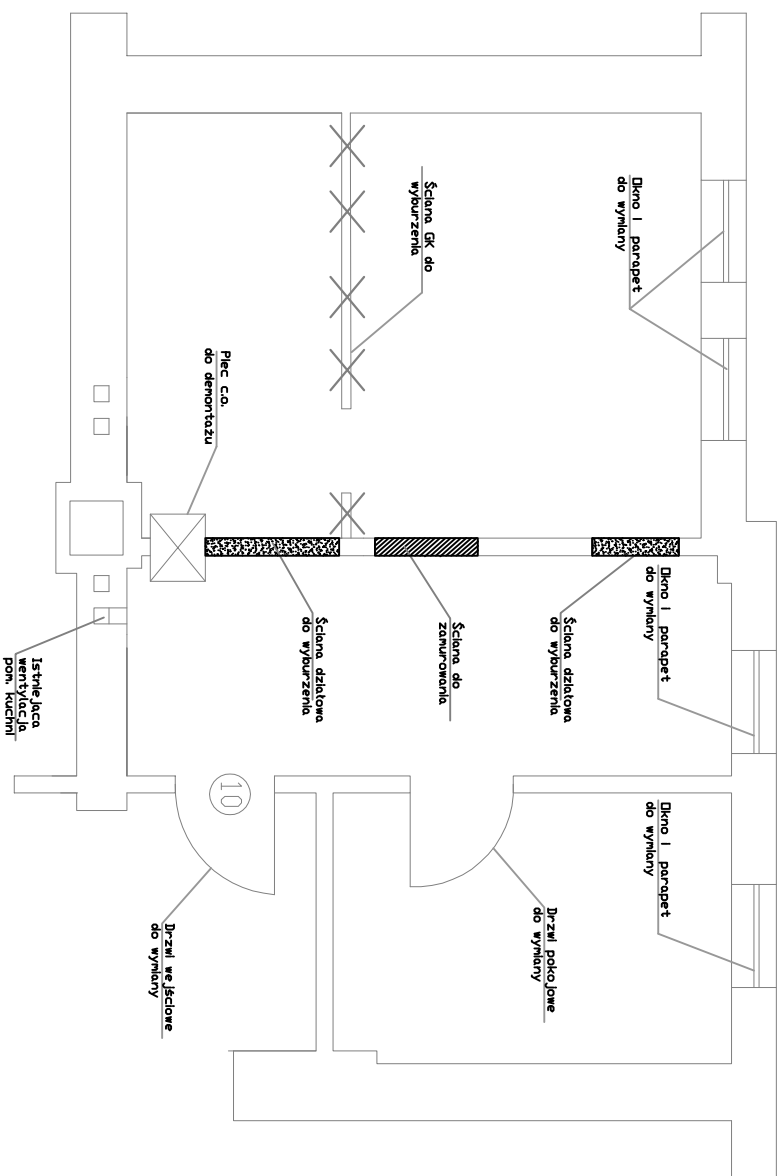 Okno i parapet
do wymiany
Okno i parapet
do wymiany
Okno i parapet
do wymiany
Ściana działowa
do wyburzenia
Drzwi pokojowe
do wymiany
Ściana do
zamurowania
Ściana GK do
wyburzenia
Ściana działowa
do wyburzenia
10
Piec c.o.
do demontażu
Drzwi wejściowe
do wymiany
Istniejąca
wentylacja
pom. kuchni